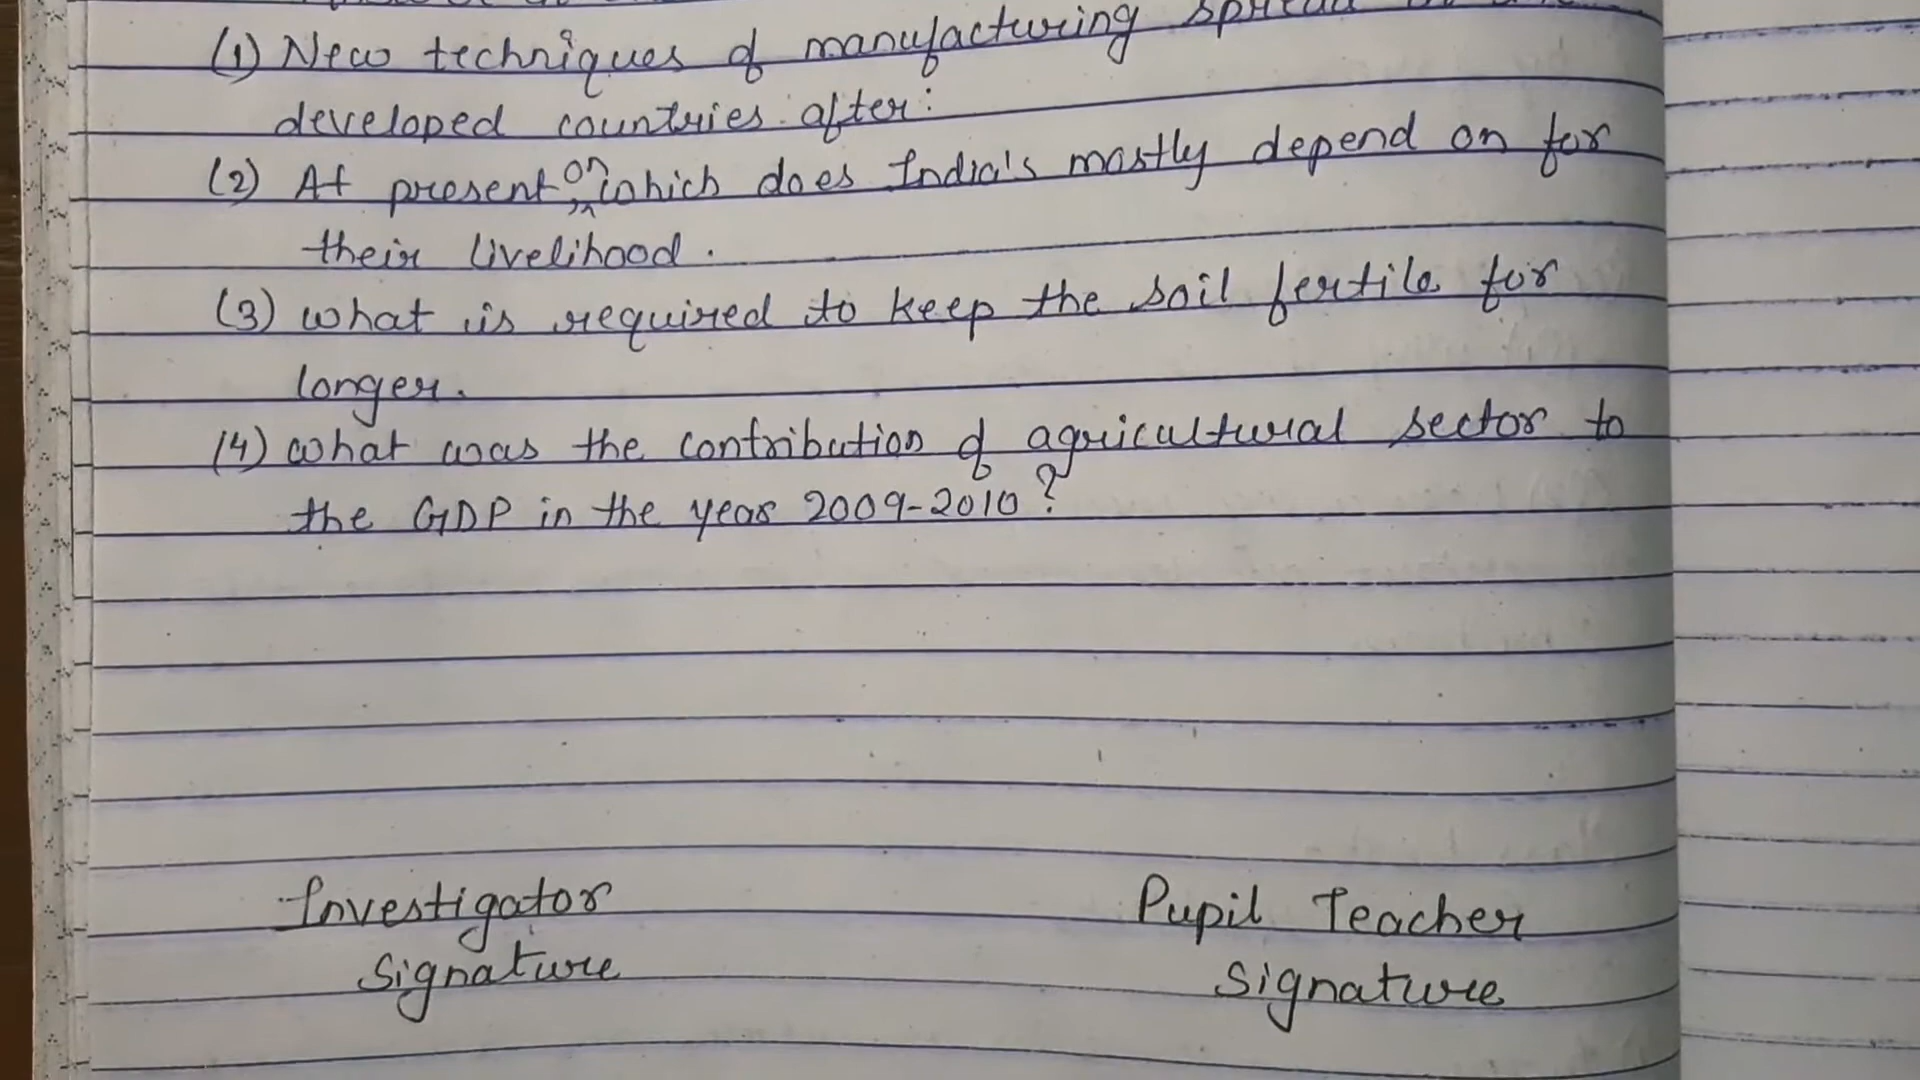 (1) New techniques of manufacturing spread
developed countries after:
(2) At present, on which does India's mostly depend on for
their livelihood.
(3) what is required to keep the soil fertile for
longer.
(4) what was the contribution of agricultural sector to
the GDP in the year 2009-2010?
Investigator Pupil Teacher
Signature Signature